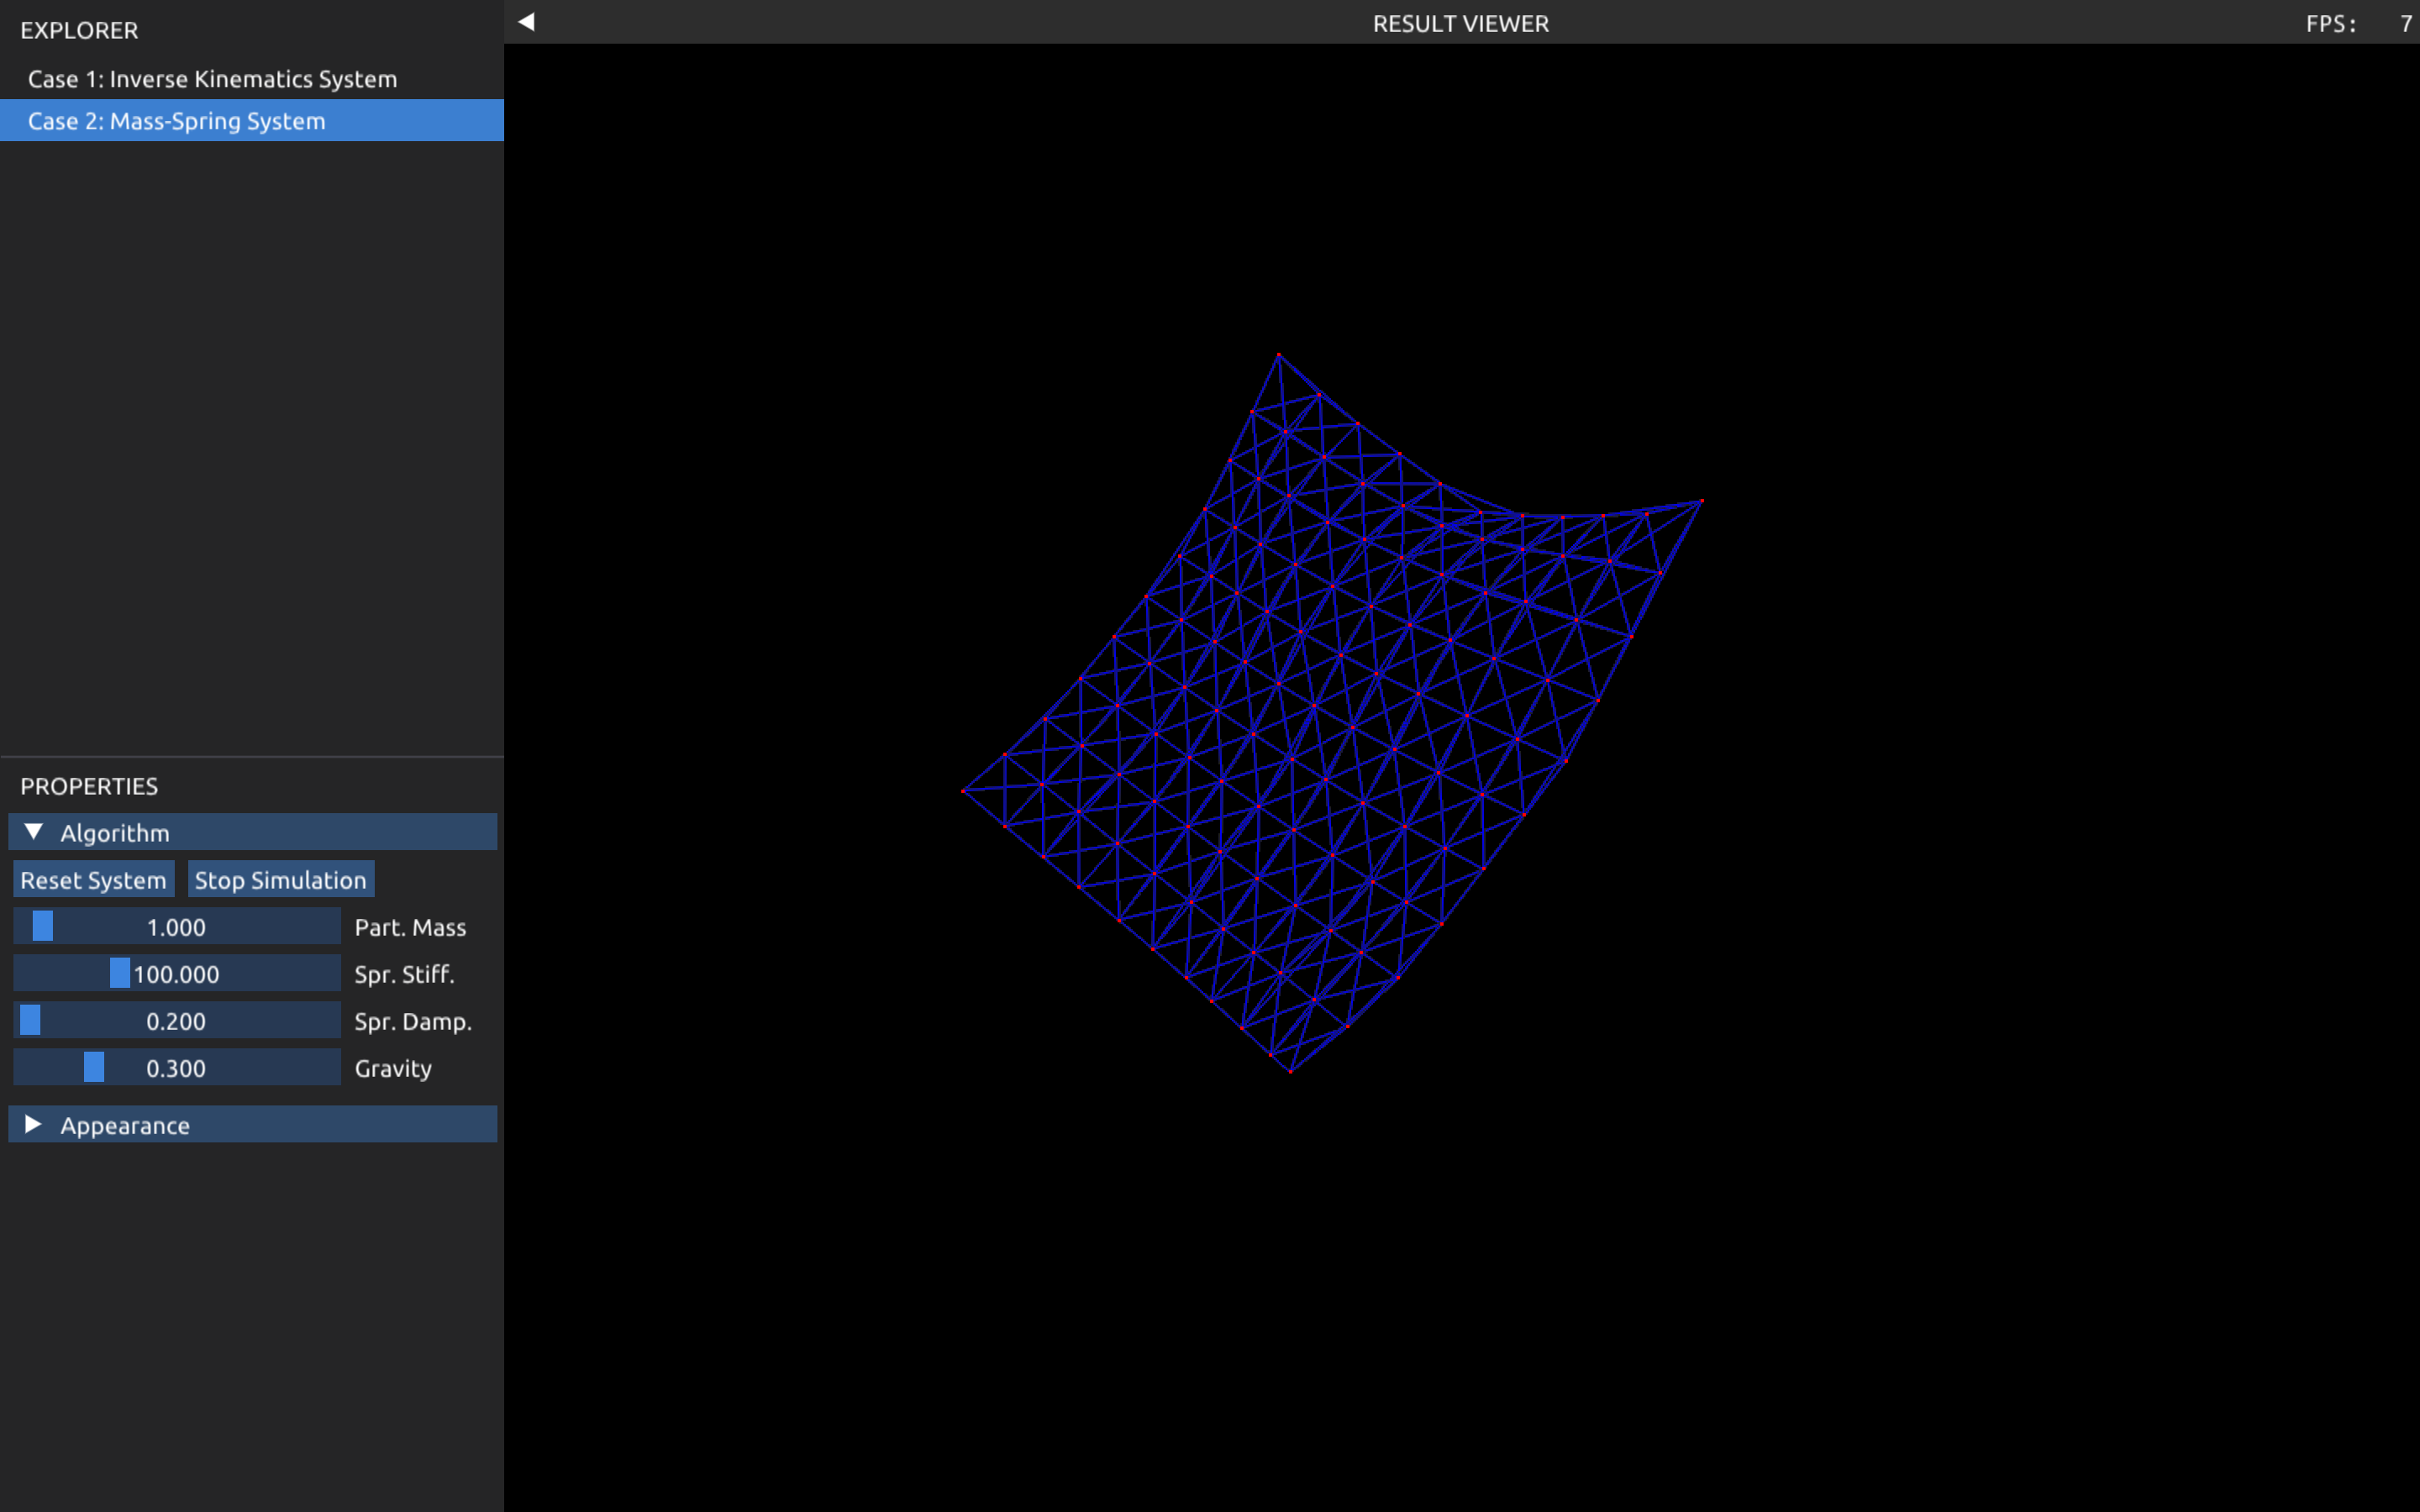 EXPLORER
Case 1: Inverse Kinematics System
Case 2: Mass-Spring System
RESULT VIEWER
FPS: 7
PROPERTIES
Algorithm
Reset System Stop Simulation
1.000 Part. Mass
100.000 Spr. Stiff.
0.200 Spr. Damp.
0.300 Gravity
Appearance